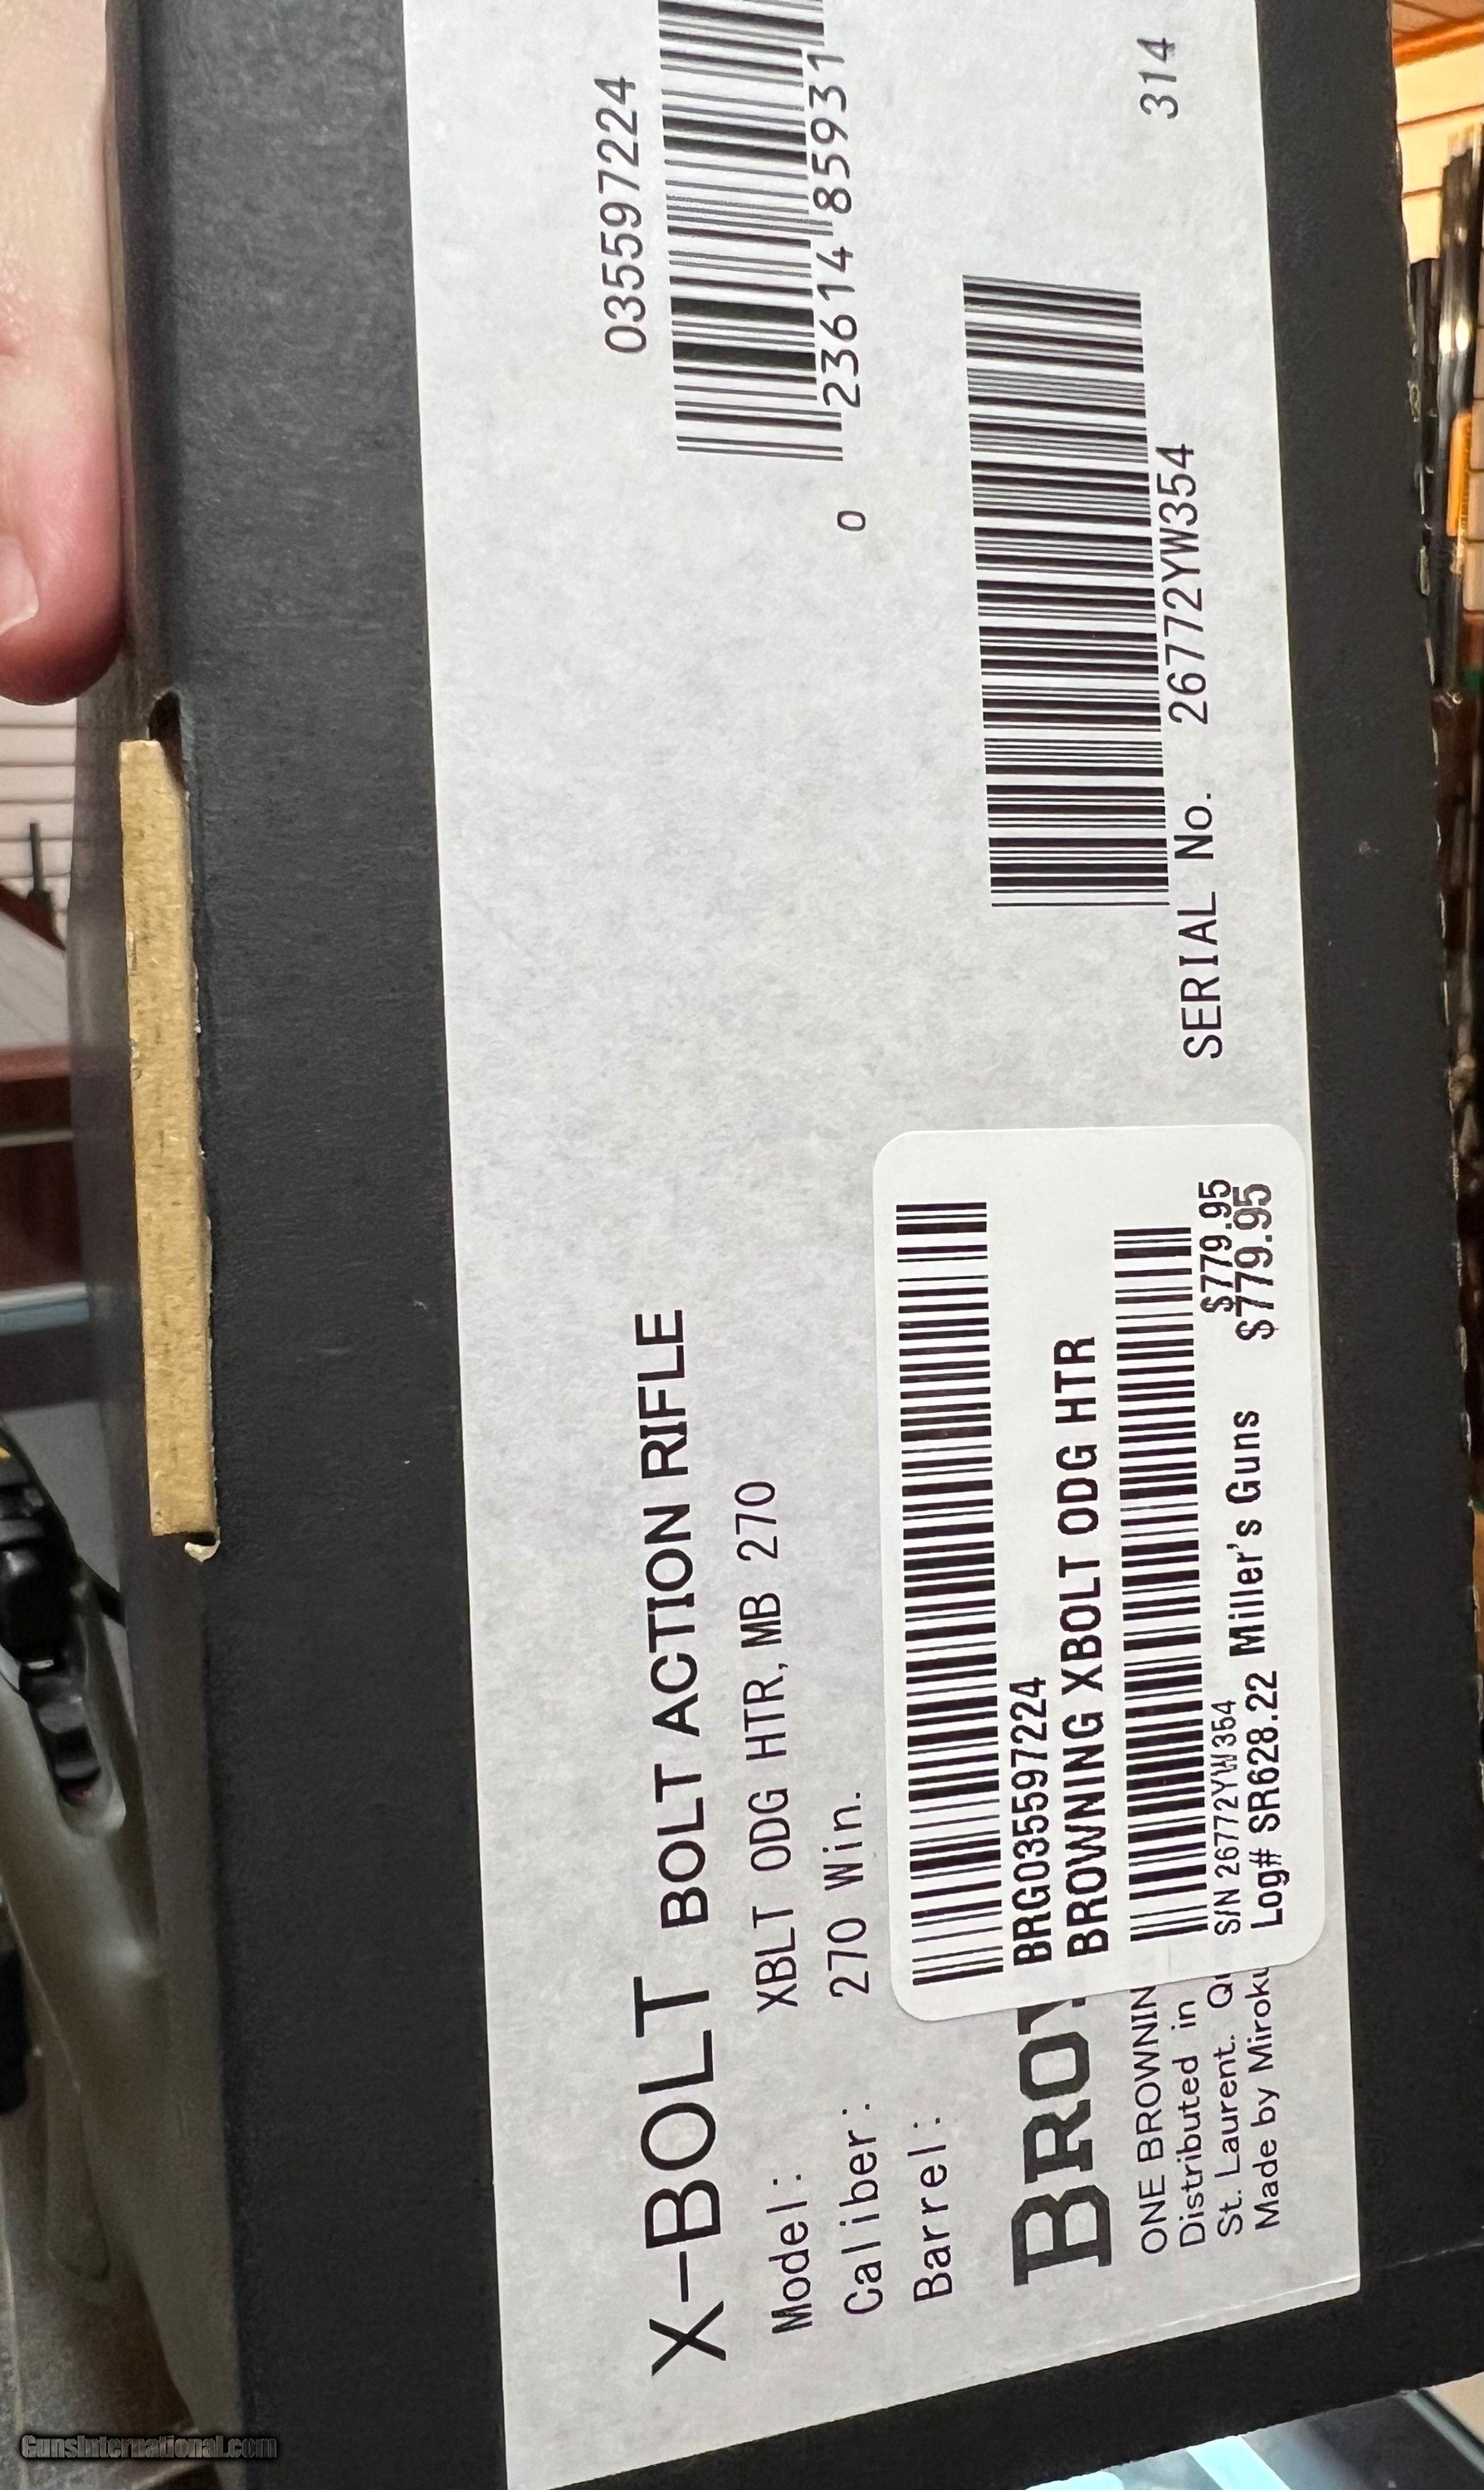 X-BOLT BOLT ACTION RIFLE
035597224
Model: XBLT ODG HTR, MB 270
Caliber: 270 Win.
Barrel:
0 23614 85931
BRO
ONE BROWNIN
Distributed in
St. Laurent.
Made by Miroku
BRG035597224
BROWNING XBOLT ODG HTR
$779.95
S/N 26772YW354
Log# SR628.22 Miller's Guns $779.95
SERIAL No. 26772YW354
314
GunsInternational.com